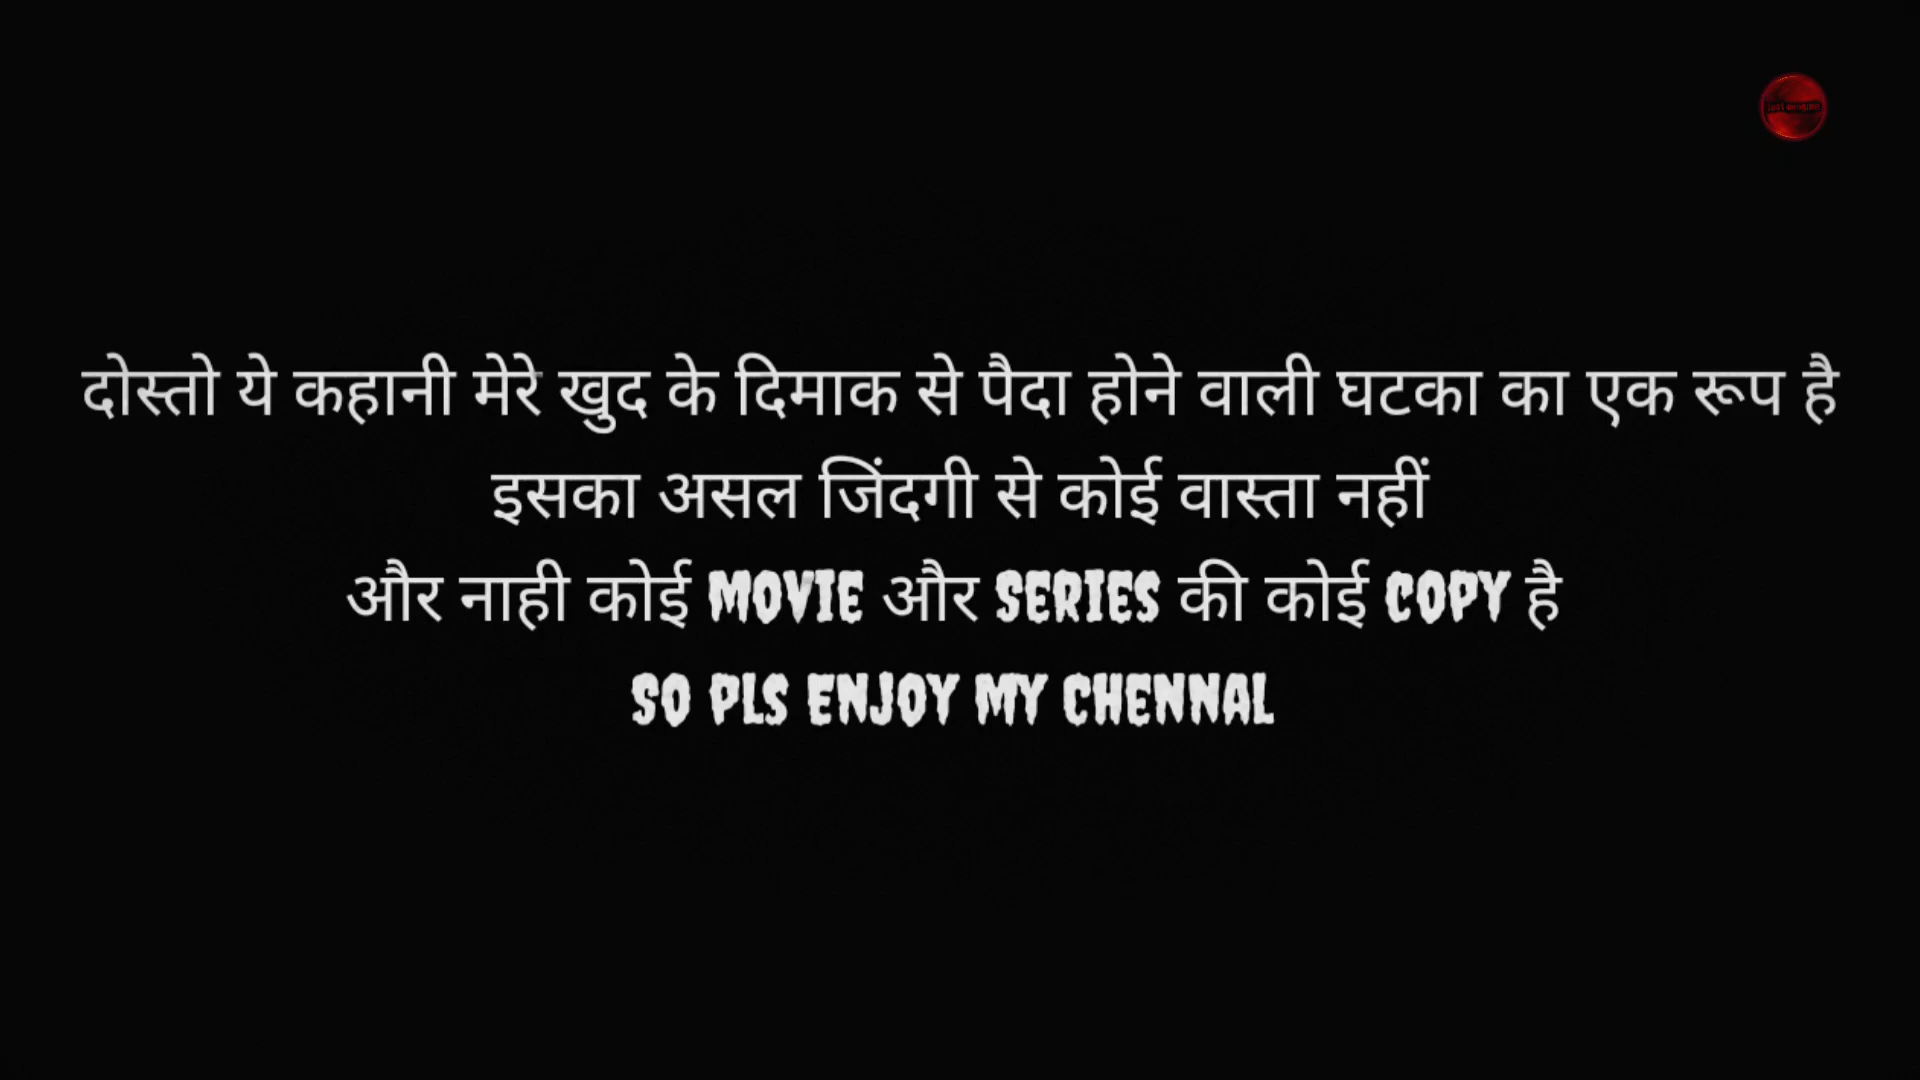 दोस्तो ये कहानी मेरे खुद के दिमाक से पैदा होने वाली घटका का एक रूप है
इसका असल जिंदगी से कोई वास्ता नहीं
और नाही कोई MOVIE और SERIES की कोई COPY है
SO PLS ENJOY MY CHENNAL